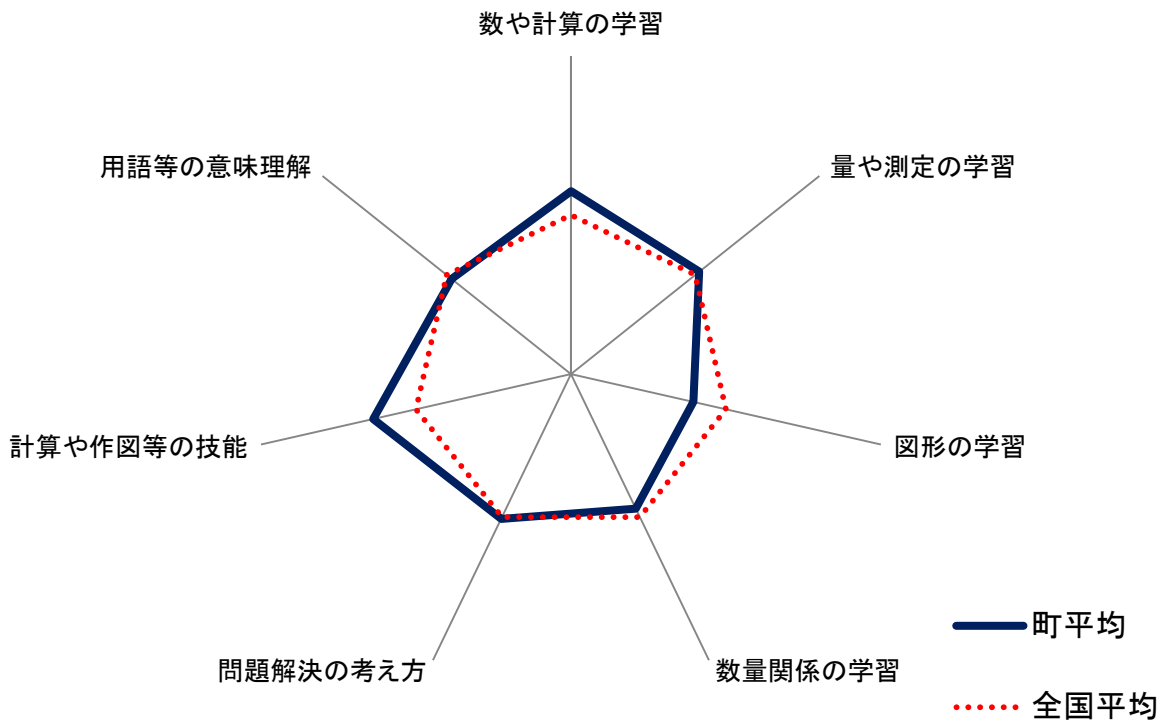 数や計算の学習
用語等の意味理解
量や測定の学習
計算や作図等の技能
図形の学習
問題解決の考え方
数量関係の学習
町平均
全国平均